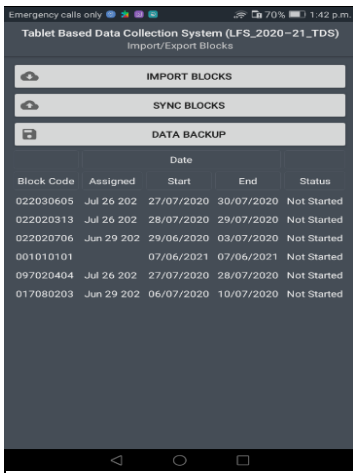 Emergency calls only 70% 1:42 p.m.
Tablet Based Data Collection System (LFS_2020-21_TDS)
Import/Export Blocks
IMPORT BLOCKS
SYNC BLOCKS
DATA BACKUP
Date
Block Code Assigned Start End Status
022030605 Jul 26 202 27/07/2020 30/07/2020 Not Started
022020313 Jul 26 202 28/07/2020 29/07/2020 Not Started
022020706 Jun 29 202 29/06/2020 03/07/2020 Not Started
001010101 07/06/2021 07/06/2021 Not Started
097020404 Jul 26 202 27/07/2020 28/07/2020 Not Started
017080203 Jun 29 202 06/07/2020 10/07/2020 Not Started